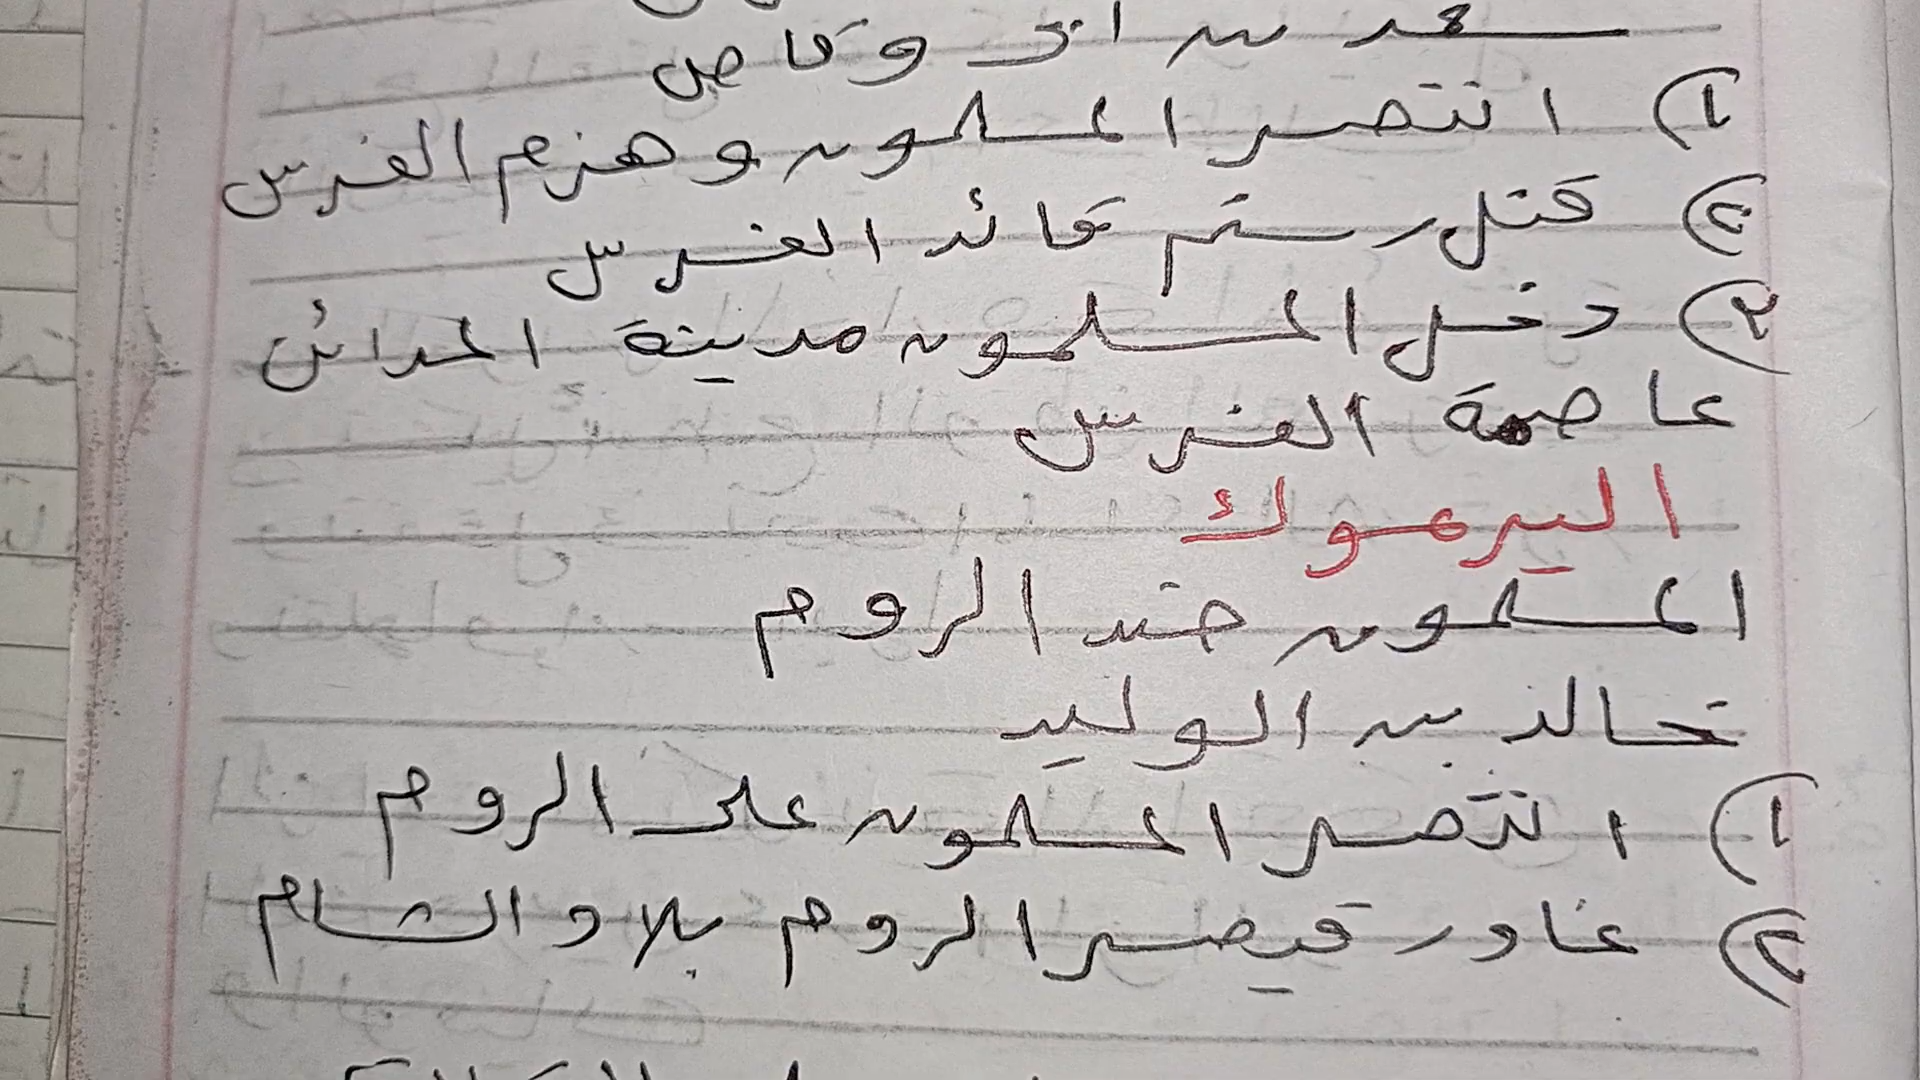 سعد بن ابى وقاص
١) انتصر المسلمون وهزم الفرس
٢) قتل رستم قائد الفرس
٣) دخل المسلمون مدينة المدائن
عاصمة الفرس
اليرموك
المسلمون ضد الروم
خالد بن الوليد
١) انتصر المسلمون على الروم
٢) غادر قيصر الروم بلاد الشام